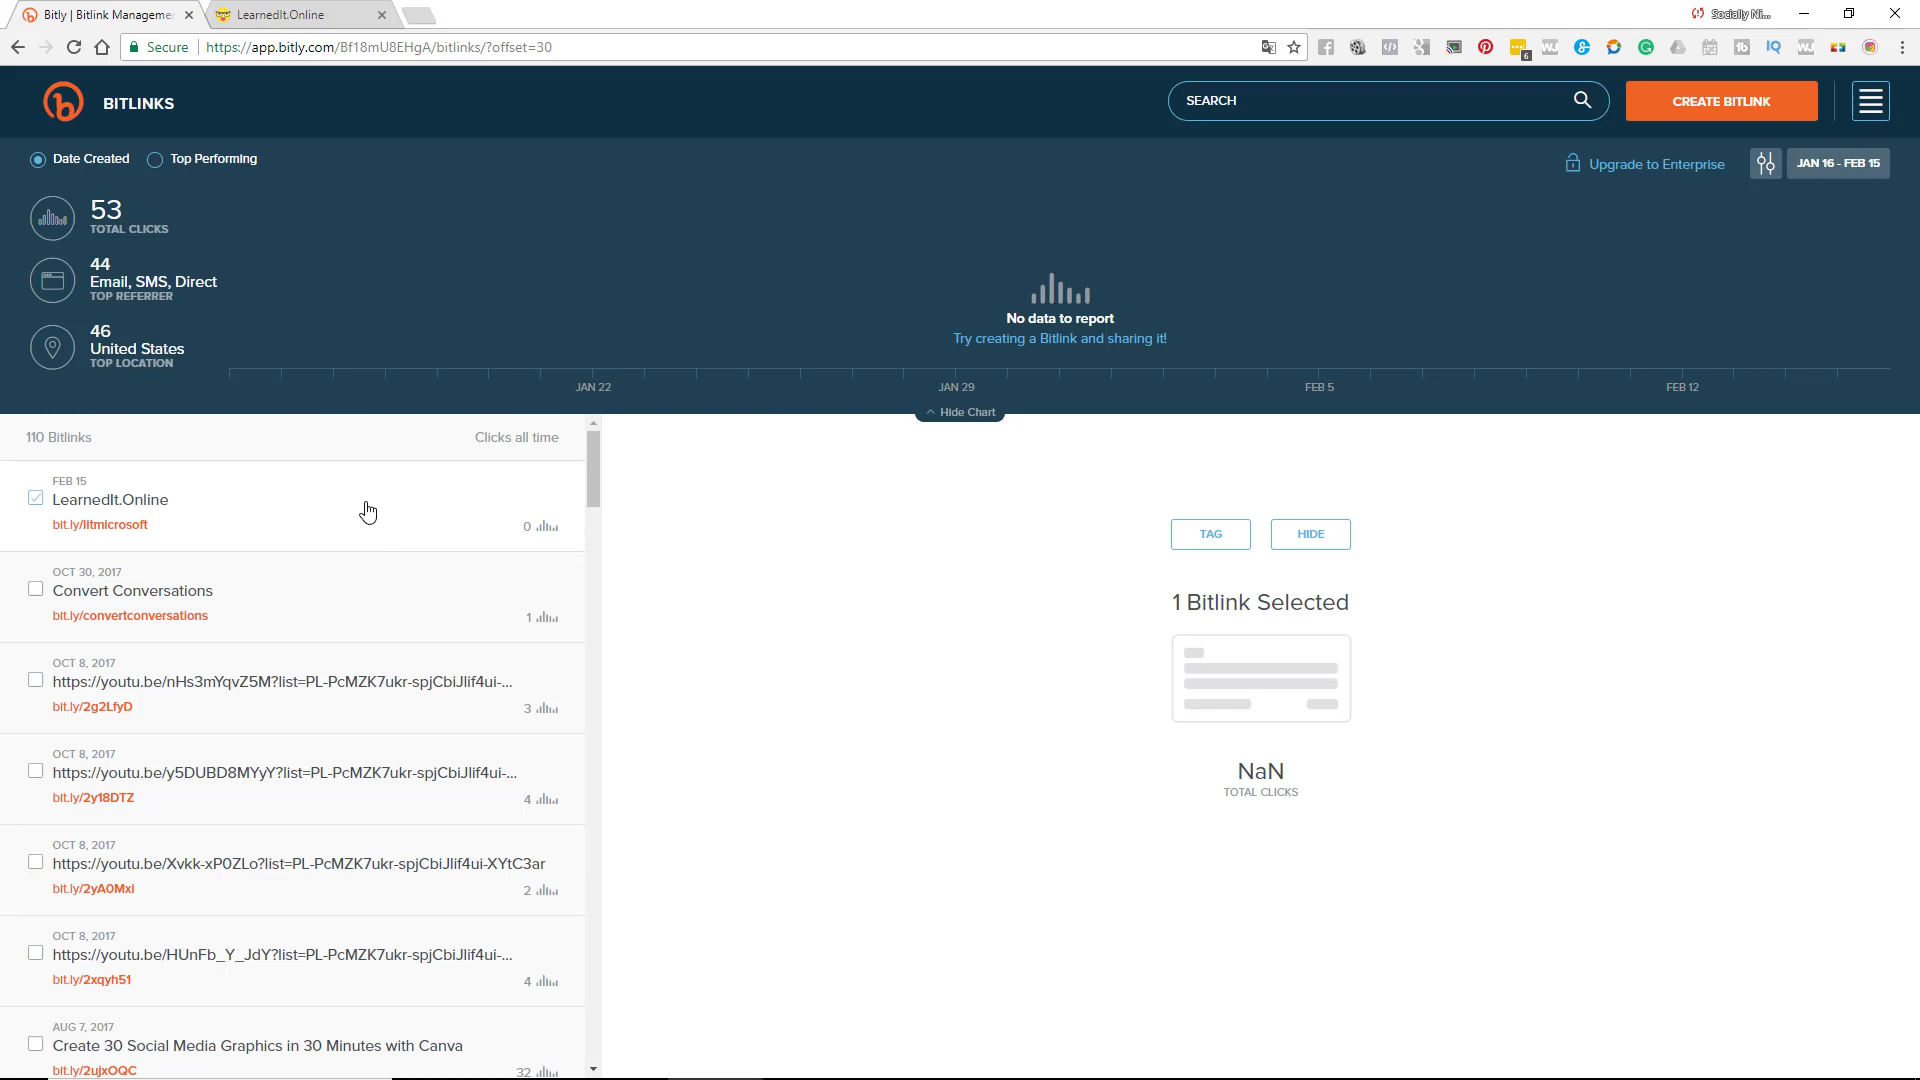 Bitly | Bitlink Manageme
LearnedIt.Online
Socially Ni...
Secure
https://app.bitly.com/Bf18mU8EHgA/bitlinks/?offset=30
6
BITLINKS
SEARCH
CREATE BITLINK
Date Created
Top Performing
Upgrade to Enterprise
JAN 16 - FEB 15
53
TOTAL CLICKS
44
Email, SMS, Direct
TOP REFERRER
46
United States
TOP LOCATION
No data to report
Try creating a Bitlink and sharing it!
JAN 22
JAN 29
FEB 5
FEB 12
Hide Chart
110 Bitlinks
Clicks all time
FEB 15
LearnedIt.Online
bit.ly/litmicrosoft
0
OCT 30, 2017
Convert Conversations
bit.ly/convertconversations
1
OCT 8, 2017
https://youtu.be/nHs3mYqvZ5M?list=PL-PcMZK7ukr-spjCbiJlif4ui-...
bit.ly/2g2LfyD
3
OCT 8, 2017
https://youtu.be/y5DUBD8MYyY?list=PL-PcMZK7ukr-spjCbiJlif4ui-...
bit.ly/2y18DTZ
4
OCT 8, 2017
https://youtu.be/Xvkk-xP0ZLo?list=PL-PcMZK7ukr-spjCbiJlif4ui-XYtC3ar
bit.ly/2yA0Mxi
2
OCT 8, 2017
https://youtu.be/HUnFb_Y_JdY?list=PL-PcMZK7ukr-spjCbiJlif4ui-...
bit.ly/2xqyh51
4
AUG 7, 2017
Create 30 Social Media Graphics in 30 Minutes with Canva
bit.ly/2ujxOQC
32
TAG
HIDE
1 Bitlink Selected
NaN
TOTAL CLICKS